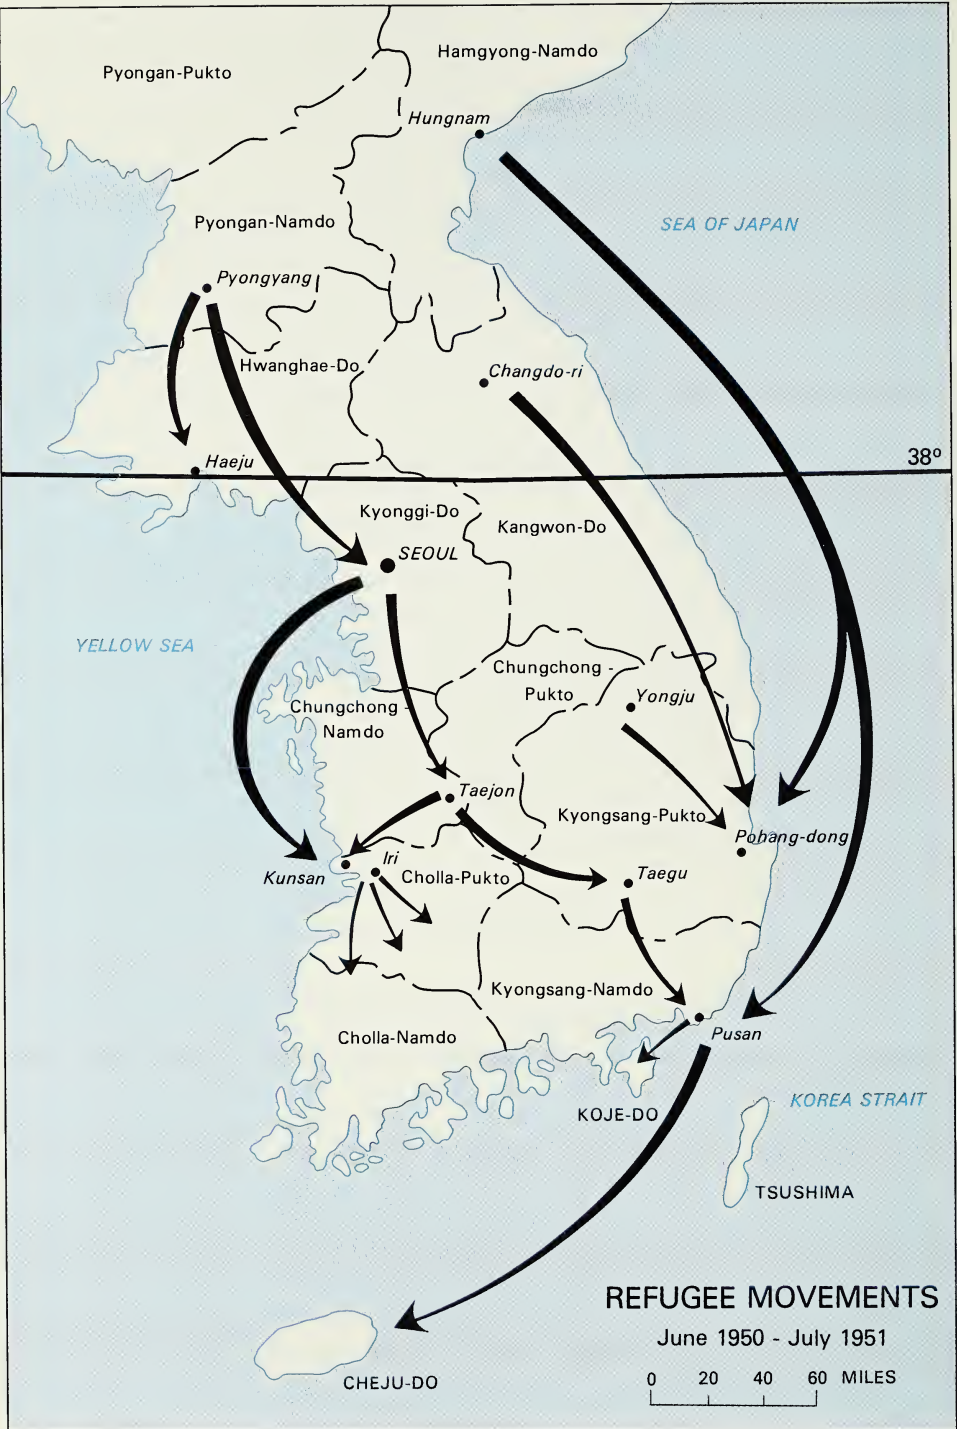 Hamgyong-Namdo
Pyongan-Pukto
Hungnam
Pyongan-Namdo
SEA OF JAPAN
Pyongyang
Hwanghae-Do
Changdo-ri
Haeju
38º
Kyonggi-Do
Kangwon-Do
SEOUL
YELLOW SEA
Chungchong -
Pukto
Yongju
Chungchong -
Namdo
Taejon
Kyongsang-Pukto
Pohang-dong
Iri
Kunsan
Cholla-Pukto
Taegu
Kyongsang-Namdo
Cholla-Namdo
Pusan
KOJE-DO
KOREA STRAIT
TSUSHIMA
REFUGEE MOVEMENTS
June 1950 - July 1951
0 20 40 60 MILES
CHEJU-DO